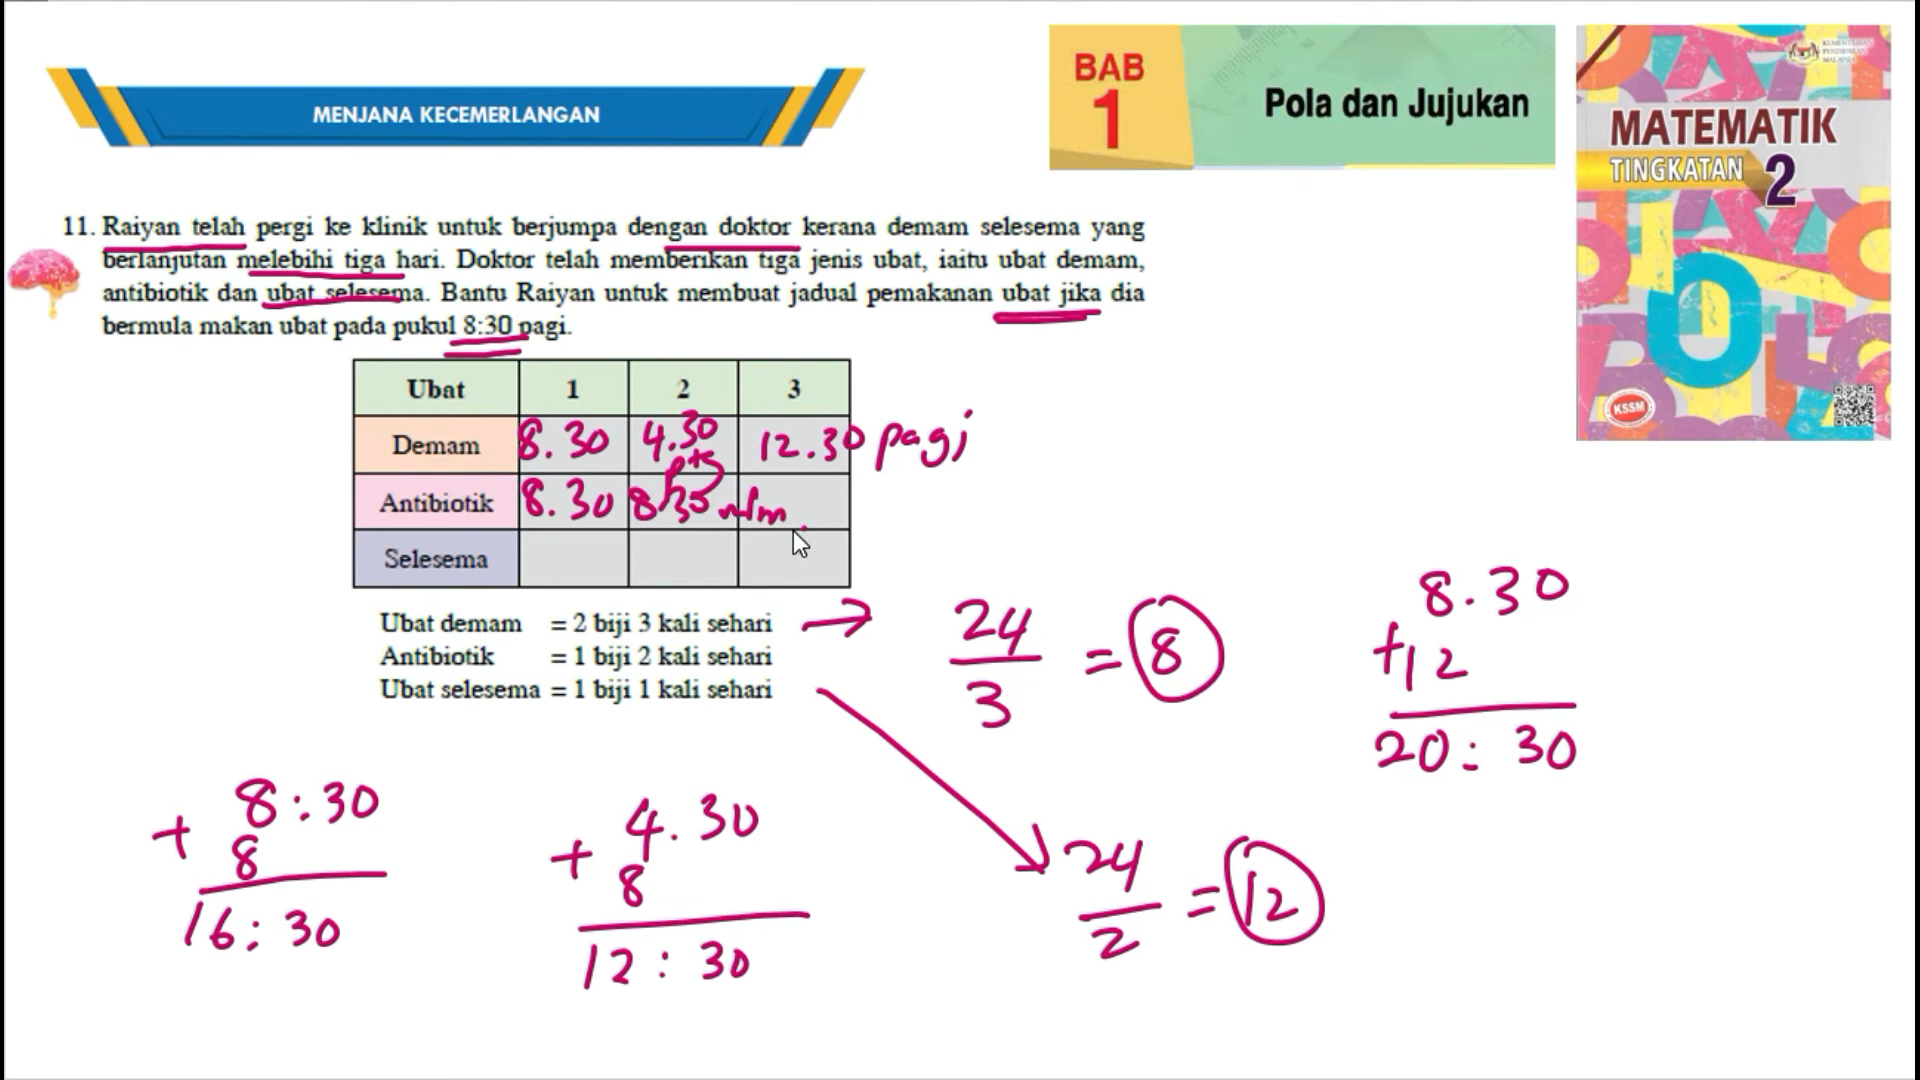 MENJANA KECEMERLANGAN
BAB
1
Pola dan Jujukan
KEMENTERIAN
PENDIDIKAN
MALAYSIA
MATEMATIK
TINGKATAN 2
KSSM
11. Raiyan telah pergi ke klinik untuk berjumpa dengan doktor kerana demam selesema yang
berlanjutan melebihi tiga hari. Doktor telah memberikan tiga jenis ubat, iaitu ubat demam,
antibiotik dan ubat selesema. Bantu Raiyan untuk membuat jadual pemakanan ubat jika dia
bermula makan ubat pada pukul 8:30 pagi.
Ubat 1 2 3
Demam 8.30 4.30 ptg 12.30 pagi
Antibiotik 8.30 8.30 mlm
Selesema
Ubat demam = 2 biji 3 kali sehari
Antibiotik = 1 biji 2 kali sehari
Ubat selesema = 1 biji 1 kali sehari
24
3
= 8
8.30
+12
20:30
8:30
+ 8
16:30
4.30
+ 8
12:30
24
2
= 12